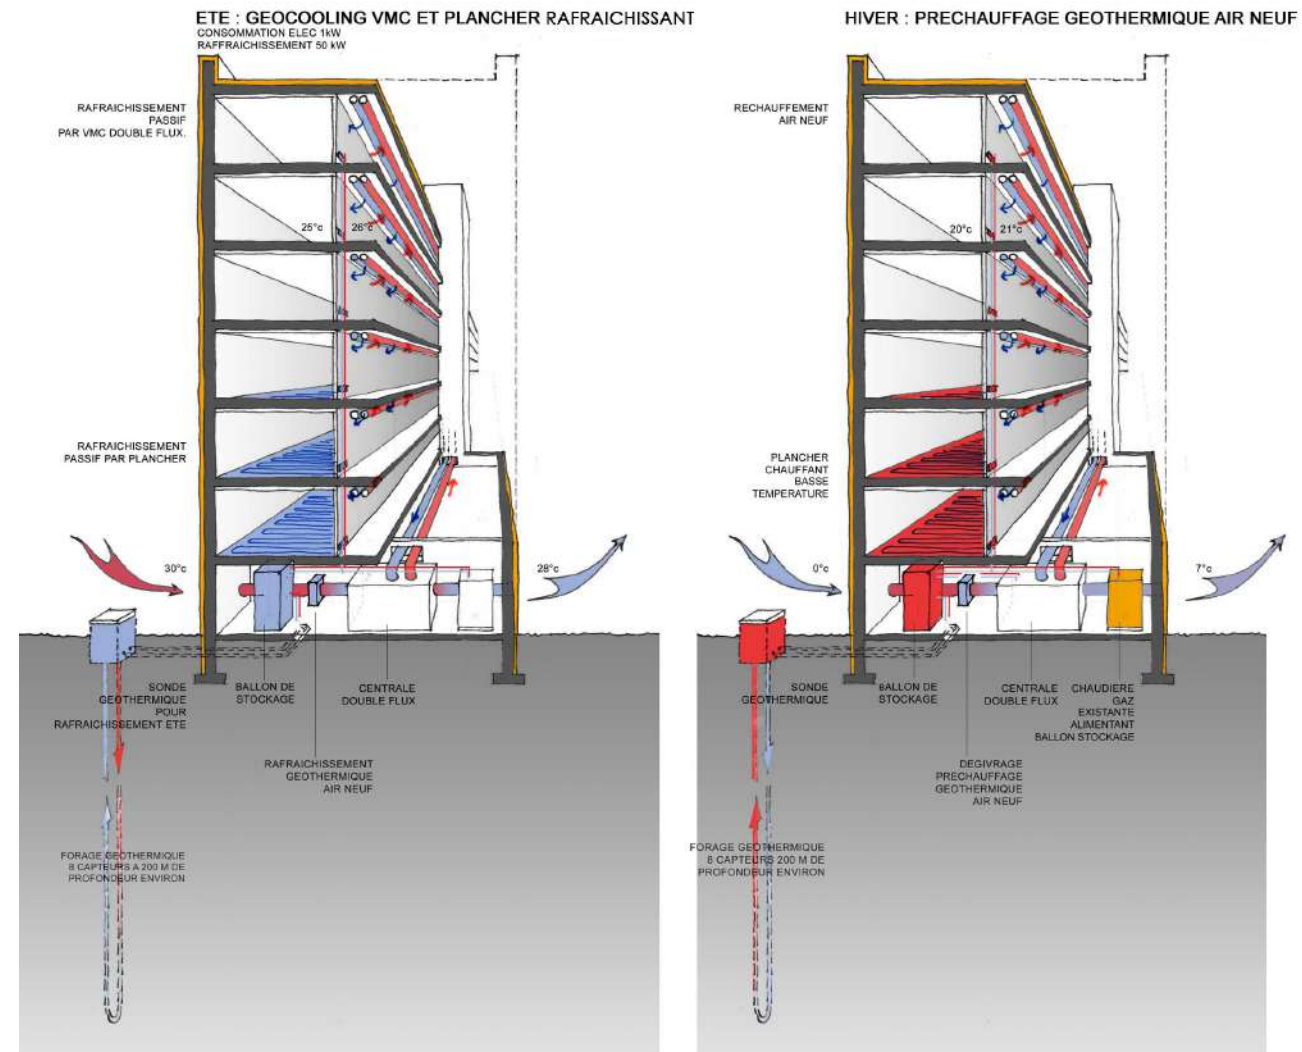 ETE : GEOCOOLING VMC ET PLANCHER RAFRAICHISSANT
CONSOMMATION ELEC 1kW
RAFFRAICHISSEMENT 50 kW
RAFRAICHISSEMENT
PASSIF
PAR VMC DOUBLE FLUX.
25°c
26°c
RAFRAICHISSEMENT
PASSIF PAR PLANCHER
30°c
28°c
SONDE
GEOTHERMIQUE
POUR
RAFRAICHISSEMENT ETE
BALLON DE
STOCKAGE
CENTRALE
DOUBLE FLUX
RAFRAICHISSEMENT
GEOTHERMIQUE
AIR NEUF
FORAGE GEOTHERMIQUE
8 CAPTEURS A 200 M DE
PROFONDEUR ENVIRON
HIVER : PRECHAUFFAGE GEOTHERMIQUE AIR NEUF
RECHAUFFEMENT
AIR NEUF
20°c
21°c
PLANCHER
CHAUFFANT
BASSE
TEMPERATURE
0°c
7°c
SONDE
GEOTHERMIQUE
BALLON DE
STOCKAGE
CENTRALE
DOUBLE FLUX
CHAUDIERE
GAZ
EXISTANTE
ALIMENTANT
BALLON STOCKAGE
DEGIVRAGE
PRECHAUFFAGE
GEOTHERMIQUE
AIR NEUF
FORAGE GEOTHERMIQUE
8 CAPTEURS 200 M DE
PROFONDEUR ENVIRON